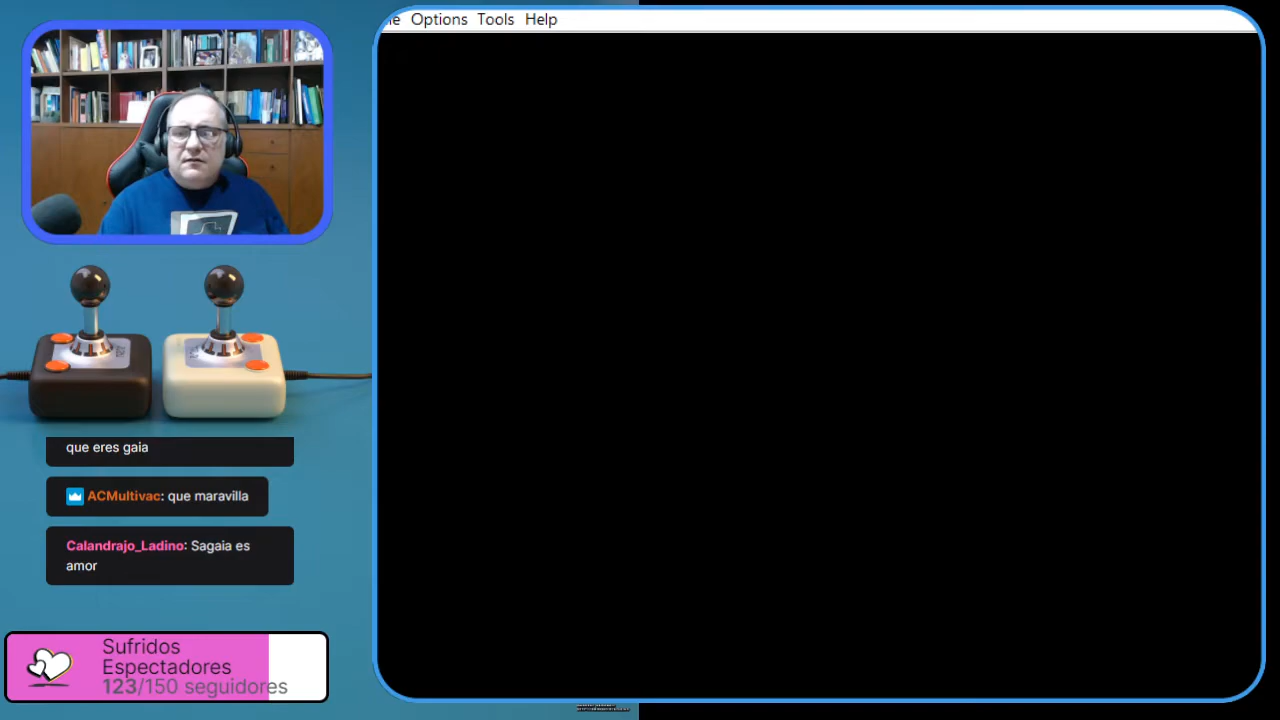 Options Tools Help
que eres gaia
ACMultivac: que maravilla
Calandrajo_Ladino: Sagaia es
amor
Sufridos
Espectadores
123/150 seguidores